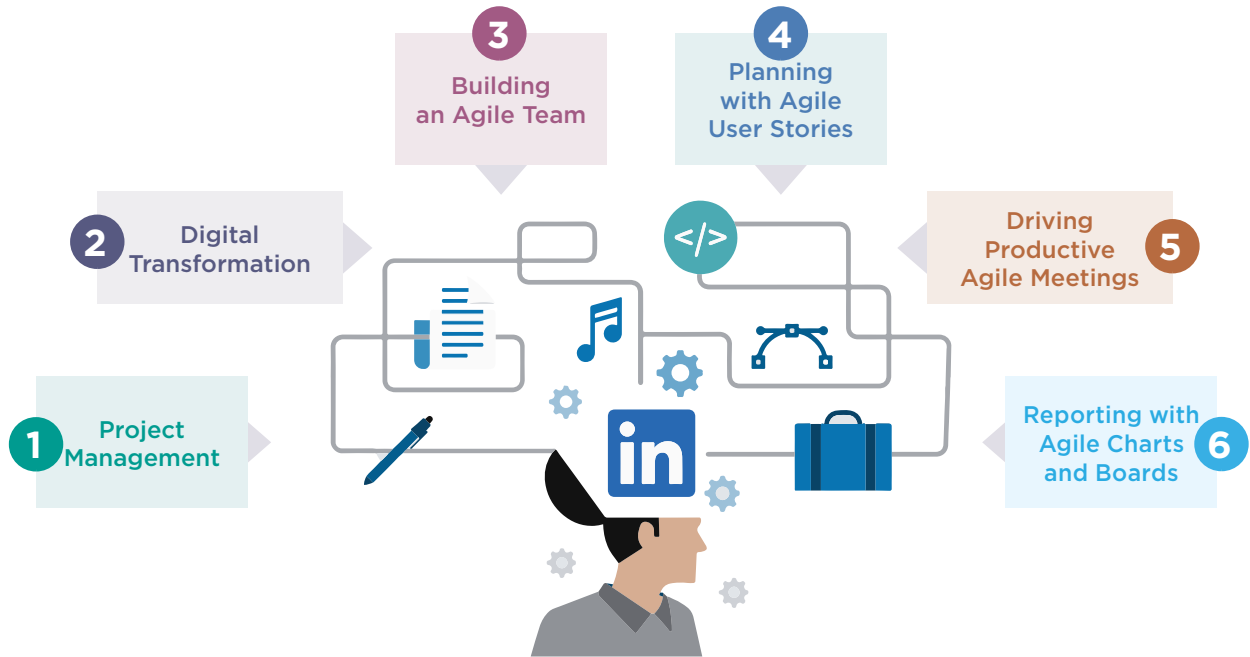 1
Project
Management
2
Digital
Transformation
3
Building
an Agile Team
4
Planning
with Agile
User Stories
5
Driving
Productive
Agile Meetings
6
Reporting with
Agile Charts
and Boards
</>
in